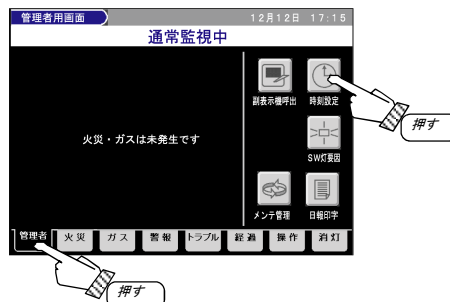 管理者用画面
12月12日 17:15
通常監視中
副表示機呼出
時刻設定
押す
火災・ガスは未発生です
SW灯要因
メンテ管理
日報印字
管理者 火災 ガス 警報 トラブル 経過 操作 消灯
押す